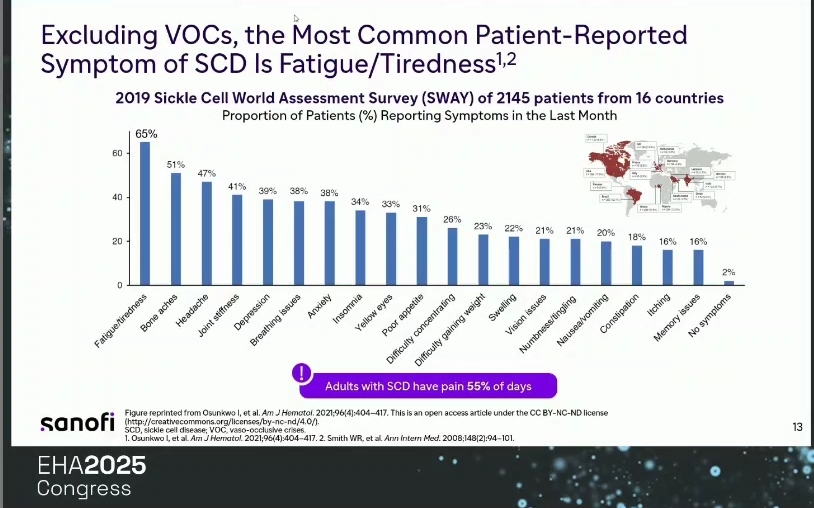 Excluding VOCs, the Most Common Patient-Reported
Symptom of SCD Is Fatigue/Tiredness1,2
2019 Sickle Cell World Assessment Survey (SWAY) of 2145 patients from 16 countries
Proportion of Patients (%) Reporting Symptoms in the Last Month
60
40
20
0
65%
51%
47%
41%
39%
38%
38%
34%
33%
31%
26%
23%
22%
21%
21%
20%
18%
16%
16%
2%
Fatigue/tiredness
Bone aches
Headache
Joint stiffness
Depression
Breathing issues
Anxiety
Insomnia
Yellow eyes
Poor appetite
Difficulty concentrating
Difficulty gaining weight
Swelling
Vision issues
Numbness/tingling
Nausea/vomiting
Constipation
Itching
Memory issues
No symptoms
!
Adults with SCD have pain 55% of days
sanofi
Figure reprinted from Osunkwo I, et al. Am J Hematol. 2021;96(4):404–417. This is an open access article under the CC BY-NC-ND license
(http://creativecommons.org/licenses/by-nc-nd/4.0/).
SCD, sickle cell disease; VOC, vaso-occlusive crises.
1. Osunkwo I, et al. Am J Hematol. 2021;96(4):404–417. 2. Smith WR, et al. Ann Intern Med. 2008;148(2):94–101.
13
EHA2025
Congress